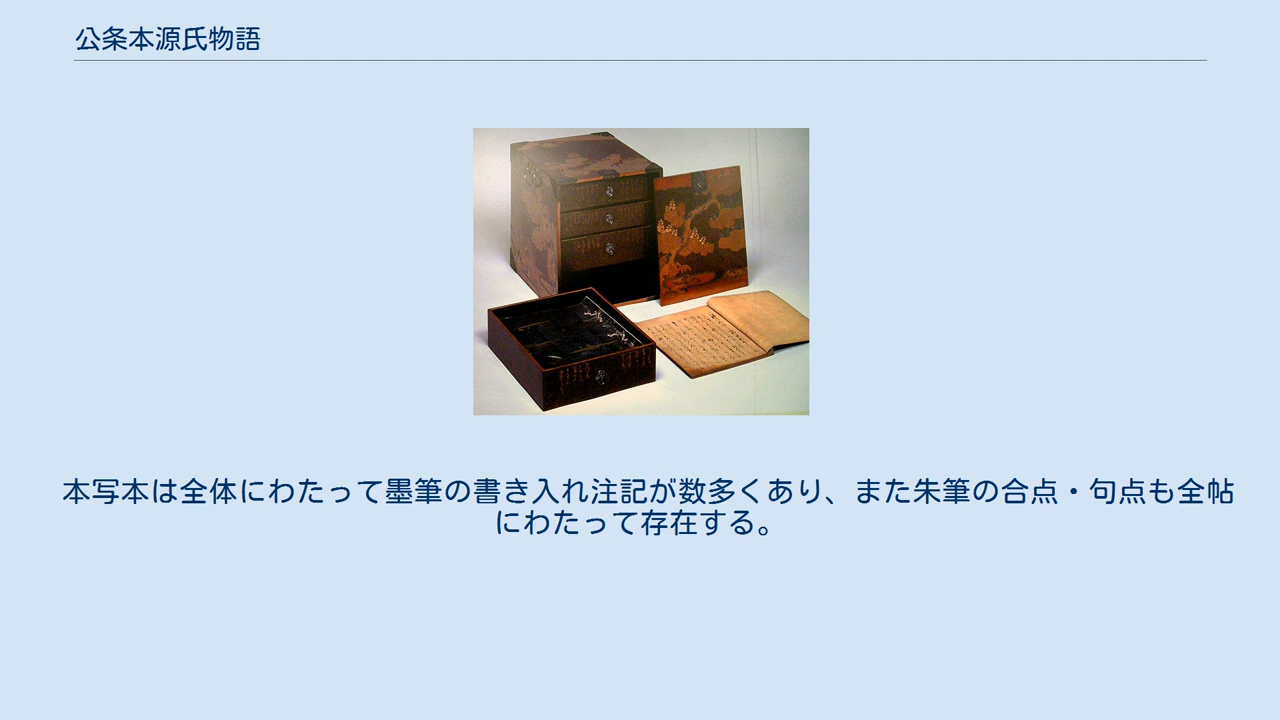 公条本源氏物語
本写本は全体にわたって墨筆の書き入れ注記が数多くあり、また朱筆の合点・句点も全帖
にわたって存在する。